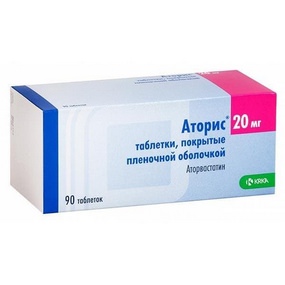 Аторис® 20 мг
таблетки, покрытые
пленочной оболочкой
Аторвастатин
90 таблеток
KRKA